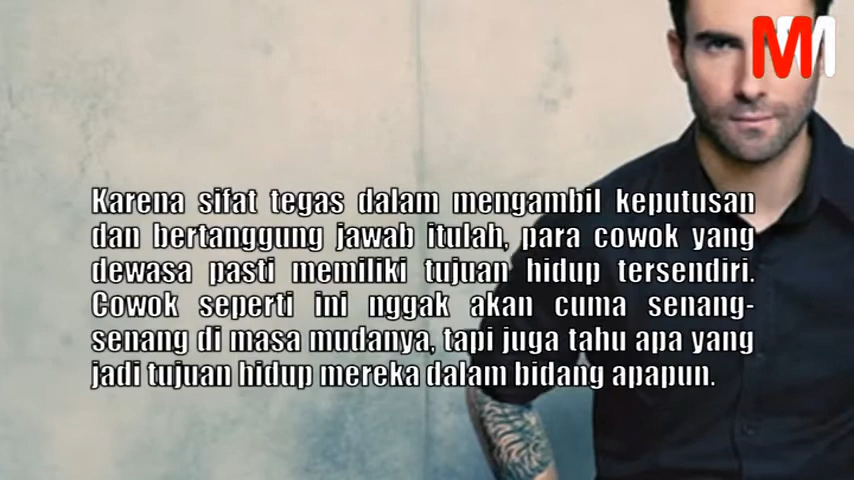 M
Karena sifat tegas dalam mengambil keputusan
dan bertanggung jawab itulah, para cowok yang
dewasa pasti memiliki tujuan hidup tersendiri.
Cowok seperti ini nggak akan cuma senang-
senang di masa mudanya, tapi juga tahu apa yang
jadi tujuan hidup mereka dalam bidang apapun.